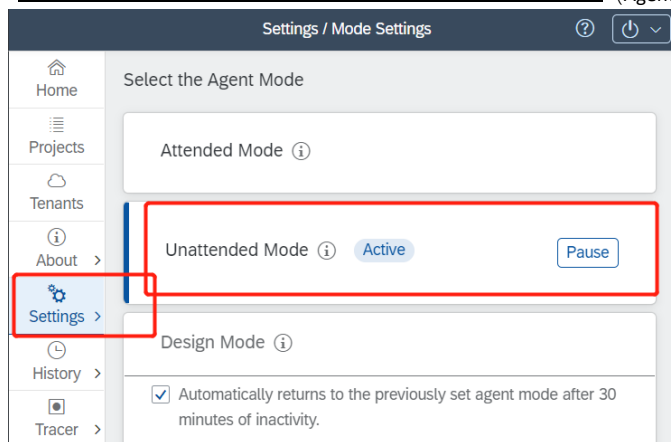 (Agen
Settings / Mode Settings
Home
Select the Agent Mode
Projects
Attended Mode
Tenants
Unattended Mode Active Pause
About
Settings
Design Mode
History
Automatically returns to the previously set agent mode after 30
minutes of inactivity.
Tracer